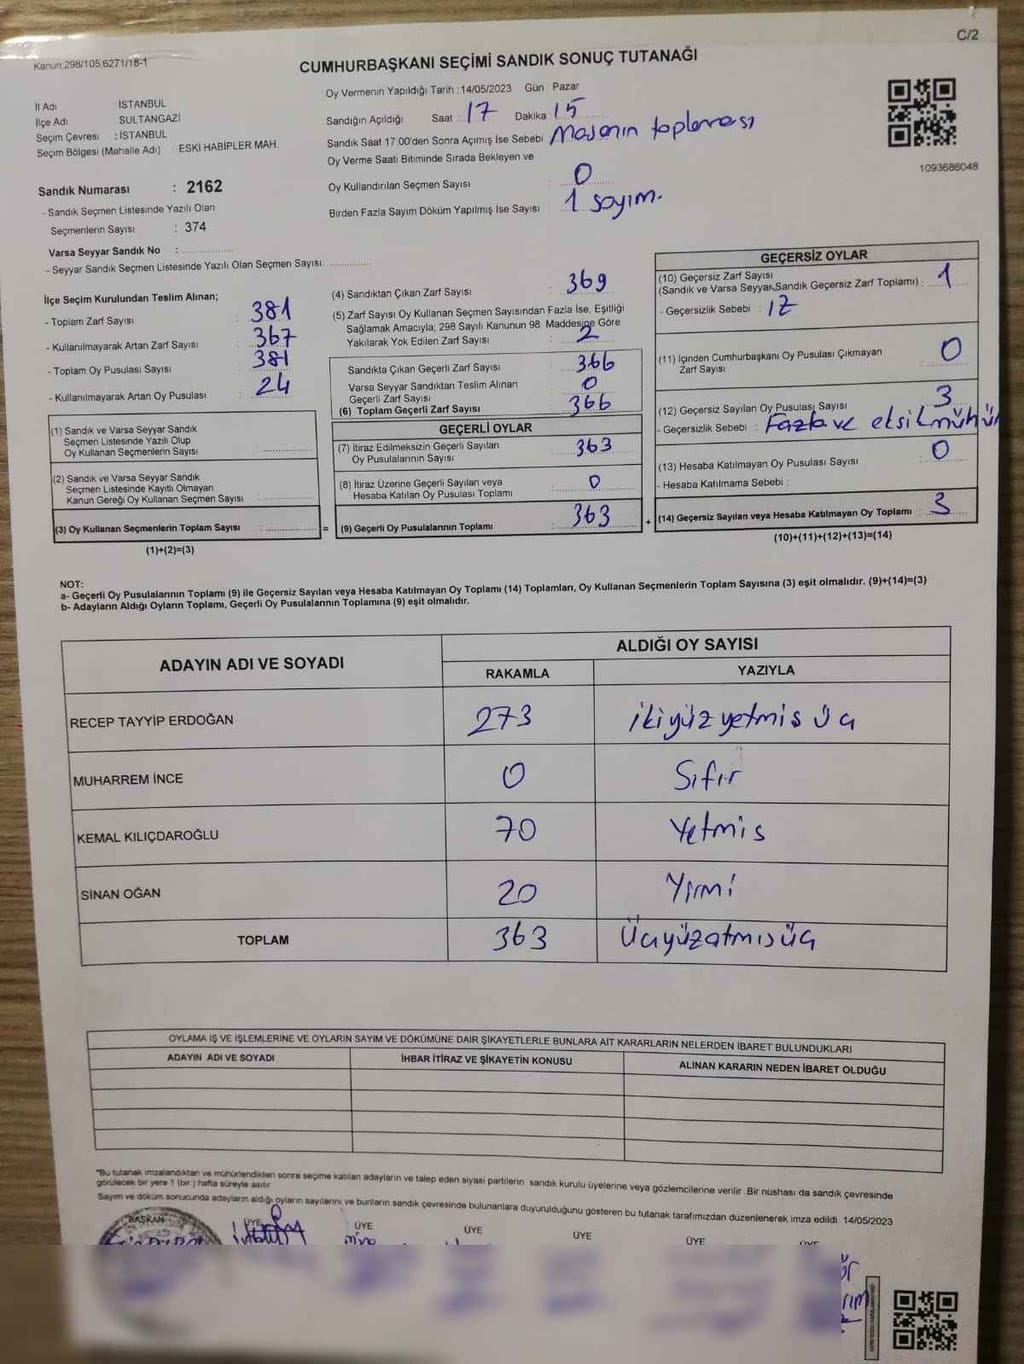 C/2
Kanun:298/105,6271/18-1
CUMHURBAŞKANI SEÇİMİ SANDIK SONUÇ TUTANAĞI
İl Adı : İSTANBUL
İlçe Adı : SULTANGAZİ
Seçim Çevresi : İSTANBUL
Seçim Bölgesi (Mahalle Adı) : ESKİ HABİPLER MAH.
Sandık Numarası : 2162
- Sandık Seçmen Listesinde Yazılı Olan
Seçmenlerin Sayısı : 374
Varsa Seyyar Sandık No :
- Seyyar Sandık Seçmen Listesinde Yazılı Olan Seçmen Sayısı:
Oy Vermenin Yapıldığı Tarih : 14/05/2023 Gün : Pazar
Sandığın Açıldığı Saat : 17 Dakika 15
Sandık Saat 17:00'den Sonra Açımış İse Sebebi : Masanın toplanması
Oy Verme Saati Bitiminde Sırada Bekleyen ve
Oy Kullandırılan Seçmen Sayısı : 0
Birden Fazla Sayım Döküm Yapılmış İse Sayısı : 1 sayım.
1093686048
İlçe Seçim Kurulundan Teslim Alınan;
- Toplam Zarf Sayısı : 381
- Kullanılmayarak Artan Zarf Sayısı : 367
- Toplam Oy Pusulası Sayısı : 381
- Kullanılmayarak Artan Oy Pusulası : 24
(1) Sandık ve Varsa Seyyar Sandık
Seçmen Listesinde Yazılı Olup
Oy Kullanan Seçmenlerin Sayısı :
(2) Sandık ve Varsa Seyyar Sandık
Seçmen Listesinde Kayıtlı Olmayan
Kanun Gereği Oy Kullanan Seçmen Sayısı :
(3) Oy Kullanan Seçmenlerin Toplam Sayısı : =
(1)+(2)=(3)
(4) Sandıktan Çıkan Zarf Sayısı : 369
(5) Zarf Sayısı Oy Kullanan Seçmen Sayısından Fazla İse, Eşitliği
Sağlamak Amacıyla; 298 Sayılı Kanunun 98. Maddesine Göre
Yakılarak Yok Edilen Zarf Sayısı : 2
Sandıkta Çıkan Geçerli Zarf Sayısı : 366
Varsa Seyyar Sandıktan Teslim Alınan
Geçerli Zarf Sayısı : 0
(6) Toplam Geçerli Zarf Sayısı : 366
GEÇERLİ OYLAR
(7) İtiraz Edilmeksizin Geçerli Sayılan
Oy Pusulalarının Sayısı : 363
(8) İtiraz Üzerine Geçerli Sayılan veya
Hesaba Katılan Oy Pusulası Toplamı : 0
(9) Geçerli Oy Pusulalarının Toplamı : 363 +
GEÇERSİZ OYLAR
(10) Geçersiz Zarf Sayısı
(Sandık ve Varsa Seyyar Sandık Geçersiz Zarf Toplamı) : 1
- Geçersizlik Sebebi :
(11) İçinden Cumhurbaşkanı Oy Pusulası Çıkmayan
Zarf Sayısı : 0
(12) Geçersiz Sayılan Oy Pusulası Sayısı : 3
- Geçersizlik Sebebi : Fazla ve eksik mühür
(13) Hesaba Katılmayan Oy Pusulası Sayısı : 0
- Hesaba Katılmama Sebebi :
(14) Geçersiz Sayılan veya Hesaba Katılmayan Oy Toplamı : 3
(10)+(11)+(12)+(13)=(14)
NOT:
a- Geçerli Oy Pusulalarının Toplamı (9) ile Geçersiz Sayılan veya Hesaba Katılmayan Oy Toplamı (14) Toplamları, Oy Kullanan Seçmenlerin Toplam Sayısına (3) eşit olmalıdır. (9)+(14)=(3)
b- Adayların Aldığı Oyların Toplamı, Geçerli Oy Pusulalarının Toplamına (9) eşit olmalıdır.
ADAYIN ADI VE SOYADI
ALDIĞI OY SAYISI
RAKAMLA YAZIYLA
RECEP TAYYİP ERDOĞAN 273 ikiyüz yetmis üç
MUHARREM İNCE 0 Sıfır
KEMAL KILIÇDAROĞLU 70 Yetmis
SİNAN OĞAN 20 Yirmi
TOPLAM 363 Üçyüzatmısüç
OYLAMA İŞ VE İŞLEMLERİNE VE OYLARIN SAYIM VE DÖKÜMÜNE DAİR ŞİKAYETLERLE BUNLARA AİT KARARLARIN NELERDEN İBARET BULUNDUKLARI
ADAYIN ADI VE SOYADI İHBAR İTİRAZ VE ŞİKAYETİN KONUSU ALINAN KARARIN NEDEN İBARET OLDUĞU
*Bu tutanak imzalandıktan ve mühürlendikten sonra seçime katılan adayların ve talep eden siyasi partilerin sandık kurulu üyelerine veya gözlemcilerine verilir. Bir nüshası da sandık çevresinde
görülecek bir yere 1 (bir ) hafta süreyle asılır
Sayım ve döküm sonucunda adayların aldığı oyların sayılarını ve bunların sandık çevresinde bulunanlara duyurulduğunu gösteren bu tutanak tarafımızdan düzenlenerek imza edildi. 14/05/2023
BAŞKAN ÜYE ÜYE ÜYE ÜYE ÜYE